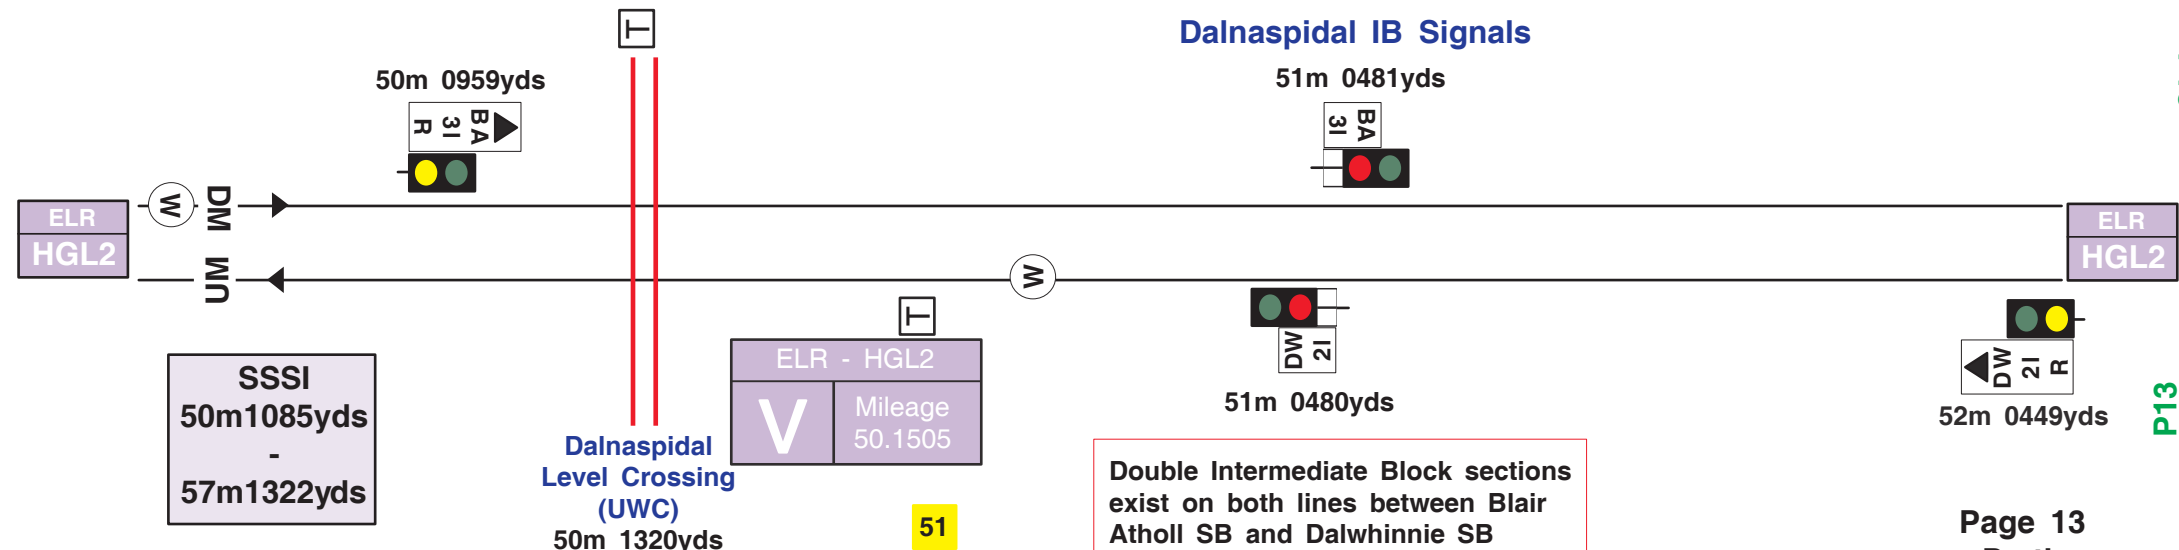 Dalnaspidal IB Signals
50m 0959yds
51m 0481yds
T
BA
3I
R
BA
3I
W
DM
UM
ELR
HGL2
ELR
HGL2
W
T
ELR - HGL2
V
Mileage
50.1505
DW
2I
51m 0480yds
DW
2I
R
52m 0449yds
P13
SSSI
50m1085yds
-
57m1322yds
Dalnaspidal
Level Crossing
(UWC)
50m 1320yds
51
Double Intermediate Block sections
exist on both lines between Blair
Atholl SB and Dalwhinnie SB
Page 13